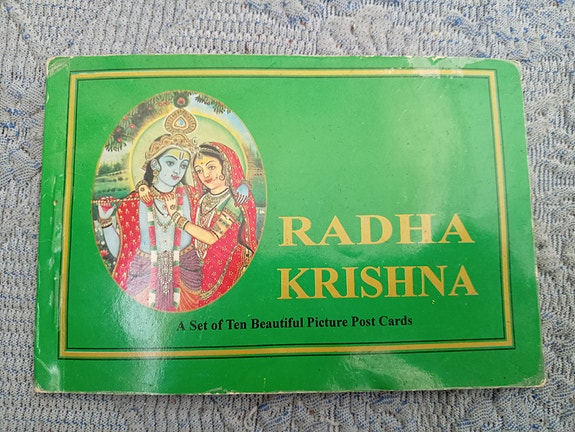 RADHA
KRISHNA
A Set of Ten Beautiful Picture Post Cards